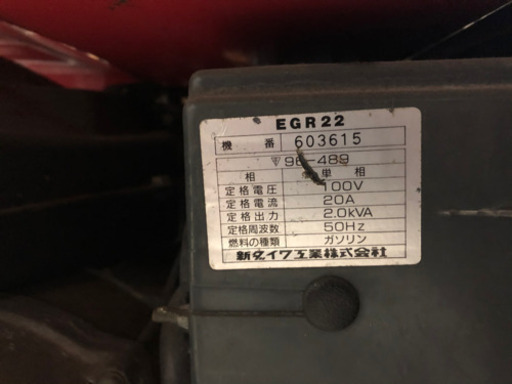 EGR22
機 番 603615
〒96-489
相 単 相
定格電圧 100V
定格電流 20A
定格出力 2.0kVA
定格周波数 50Hz
燃料の種類 ガソリン
新ダイワ工業株式会社